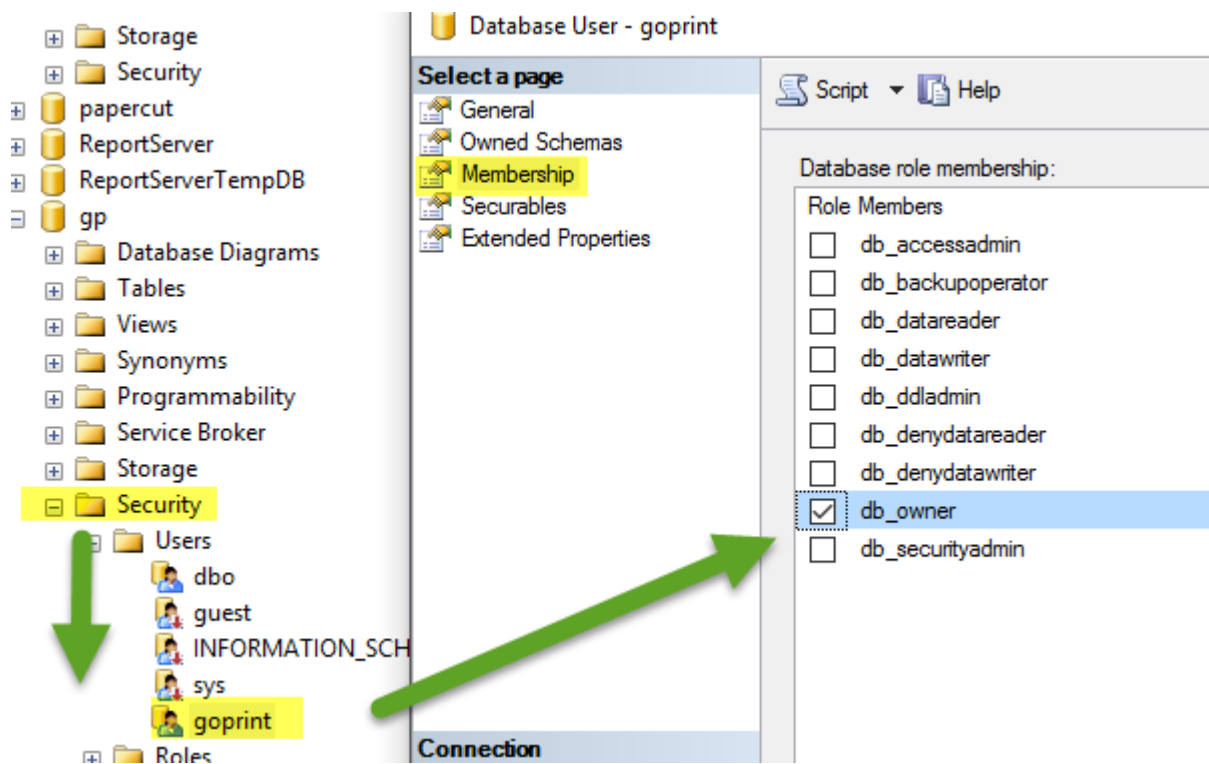 Storage
Security
papercut
ReportServer
ReportServerTempDB
gp
Database Diagrams
Tables
Views
Synonyms
Programmability
Service Broker
Storage
Security
Users
dbo
guest
INFORMATION_SCH
sys
goprint
Roles
Database User - goprint
Select a page
General
Owned Schemas
Membership
Securables
Extended Properties
Connection
Script Help
Database role membership:
Role Members
db_accessadmin
db_backupoperator
db_datareader
db_datawriter
db_ddladmin
db_denydatareader
db_denydatawriter
db_owner
db_securityadmin